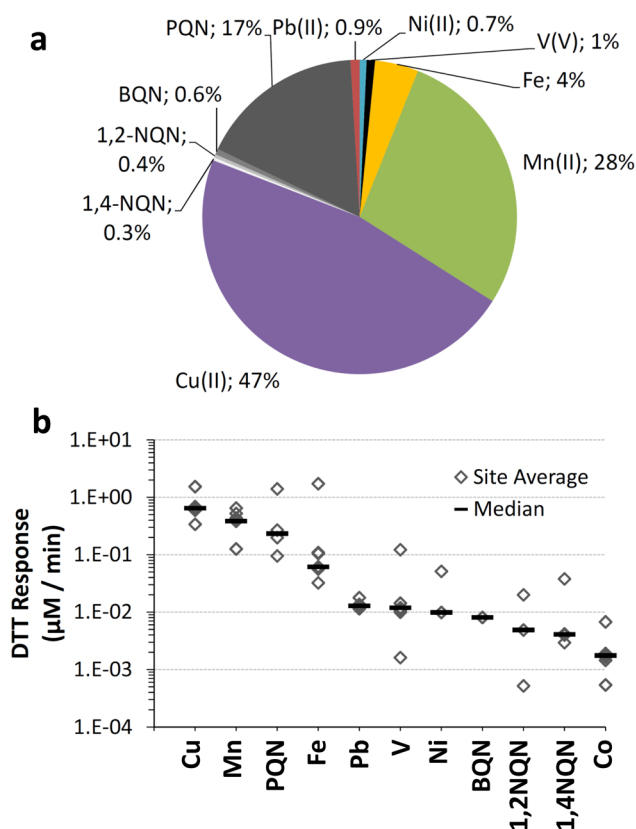 a
PQN; 17%
Pb(II); 0.9%
Ni(II); 0.7%
V(V); 1%
Fe; 4%
BQN; 0.6%
1,2-NQN;
0.4%
1,4-NQN;
0.3%
Mn(II); 28%
Cu(II); 47%
b
1.E+01
1.E+00
1.E-01
1.E-02
1.E-03
1.E-04
DTT Response
(µM / min)
Site Average
Median
Cu
Mn
PQN
Fe
Pb
V
Ni
BQN
1,2NQN
1,4NQN
Co